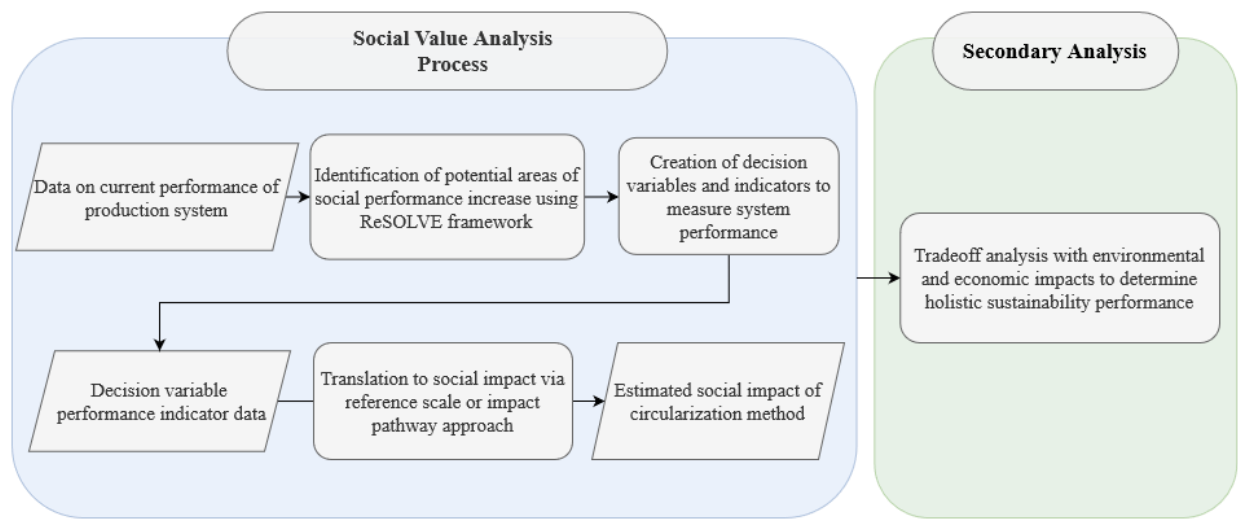 Social Value Analysis
Process
Secondary Analysis
Data on current performance of
production system
Identification of potential areas of
social performance increase using
ReSOLVE framework
Creation of decision
variables and indicators to
measure system
performance
Decision variable
performance indicator data
Translation to social impact via
reference scale or impact
pathway approach
Estimated social impact of
circularization method
Tradeoff analysis with environmental
and economic impacts to determine
holistic sustainability performance